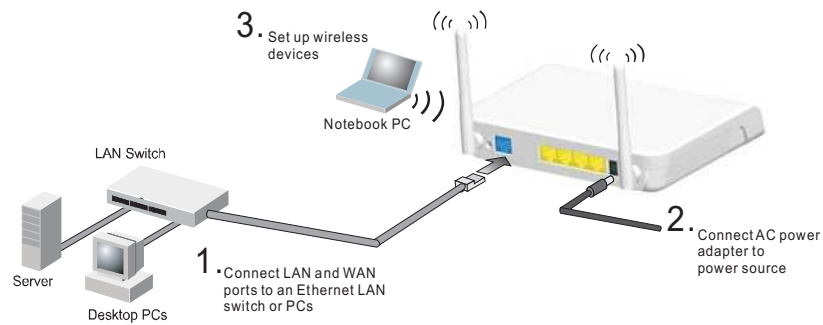 3. Set up wireless
devices
Notebook PC
LAN Switch
Server
Desktop PCs
1. Connect LAN and WAN
ports to an Ethernet LAN
switch or PCs
2. Connect AC power
adapter to
power source